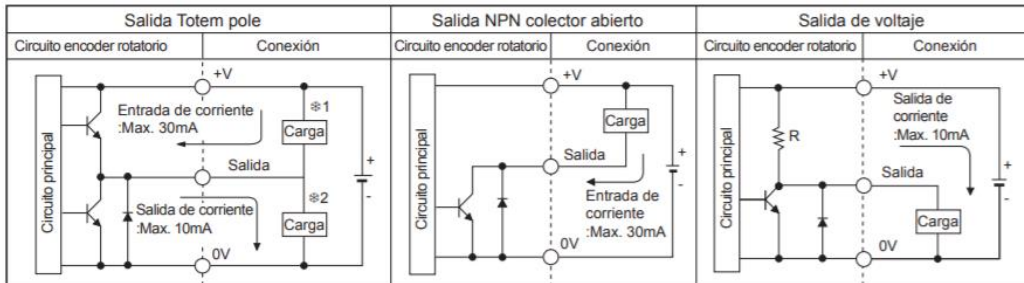 Salida Totem pole
Circuito encoder rotatorio
Conexión
Circuito principal
+V
Entrada de corriente
:Max. 30mA
※1
Carga
Salida
Salida de corriente
:Max. 10mA
※2
Carga
0V
+
-
Salida NPN colector abierto
Circuito encoder rotatorio
Conexión
Circuito principal
+V
Carga
Salida
Entrada de
corriente
:Max. 30mA
0V
+
-
Salida de voltaje
Circuito encoder rotatorio
Conexión
Circuito principal
+V
R
Salida de
corriente
:Max. 10mA
Salida
Carga
0V
+
-